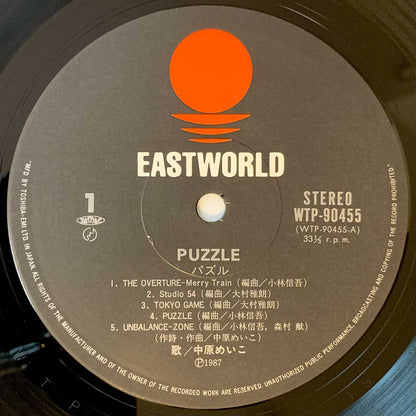 EASTWORLD
1
STEREO
WTP-90455
(WTP-90455-A)
33⅓ r.p.m.
PUZZLE
パズル
1. THE OVERTURE-Merry Train (編曲/小林信吾)
2. Studio 54 (編曲/大村雅朗)
3. TOKYO GAME (編曲/大村雅朗)
4. PUZZLE (編曲/小林信吾)
5. UNBALANCE-ZONE (編曲/小林信吾, 森村 献)
(作詩・作曲/中原めいこ)
歌/中原めいこ
Ⓟ1987
"MFD BY TOSHIBA-EMI LTD. IN JAPAN. ALL RIGHTS OF THE MANUFACTURER AND OF THE OWNER OF THE RECORDED WORK ARE RESERVED. UNAUTHORIZED PUBLIC PERFORMANCE, BROADCASTING AND COPYING OF THIS RECORD PROHIBITED."